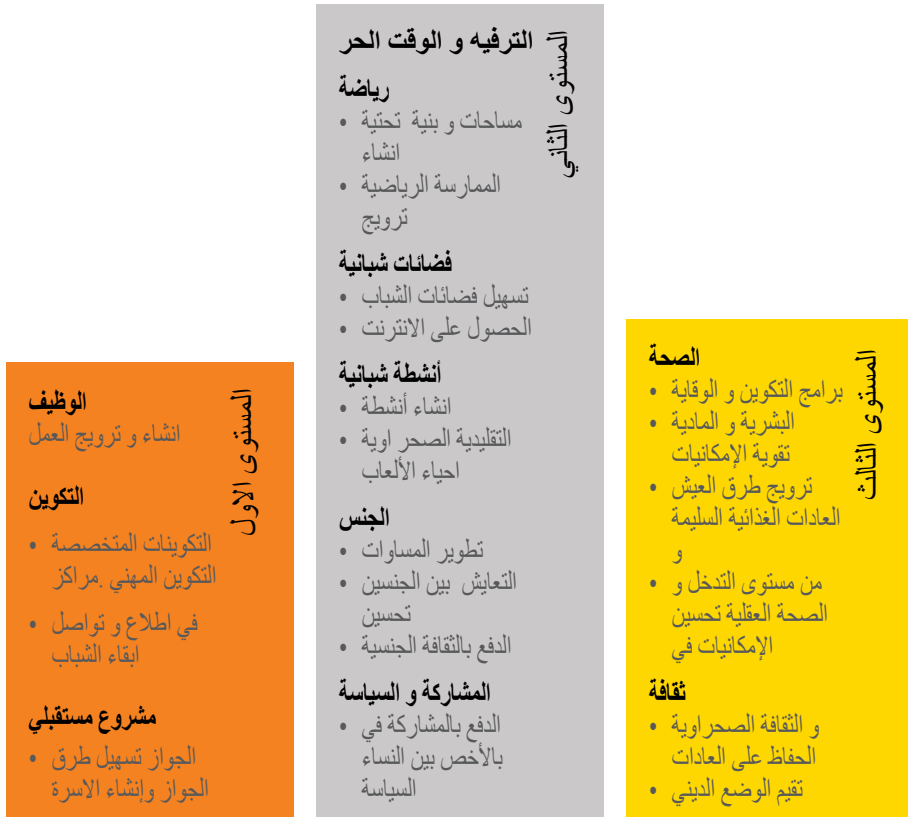 المستوى الاول
الوظيف
انشاء و ترويج العمل
التكوين
• التكوينات المتخصصة
التكوين المهني .مراكز
• في اطلاع و تواصل
ابقاء الشباب
مشروع مستقبلي
• الجواز تسهيل طرق
الجواز وإنشاء الاسرة
المستوى الثاني
الترفيه و الوقت الحر
رياضة
• مساحات و بنية تحتية
انشاء
• الممارسة الرياضية
ترويج
فضائات شبانية
• تسهيل فضائات الشباب
• الحصول على الانترنت
أنشطة شبانية
• انشاء أنشطة
• التقليدية الصحر اوية
احياء الألعاب
الجنس
• تطوير المساوات
• التعايش بين الجنسين
تحسين
• الدفع بالثقافة الجنسية
المشاركة و السياسة
• الدفع بالمشاركة في
بالأخص بين النساء
السياسة
المستوى الثالث
الصحة
• برامج التكوين و الوقاية
• البشرية و المادية
تقوية الإمكانيات
• ترويج طرق العيش
العادات الغذائية السليمة
و
• من مستوى التدخل و
الصحة العقلية تحسين
الإمكانيات في
ثقافة
• و الثقافة الصحراوية
الحفاظ على العادات
• تقيم الوضع الديني